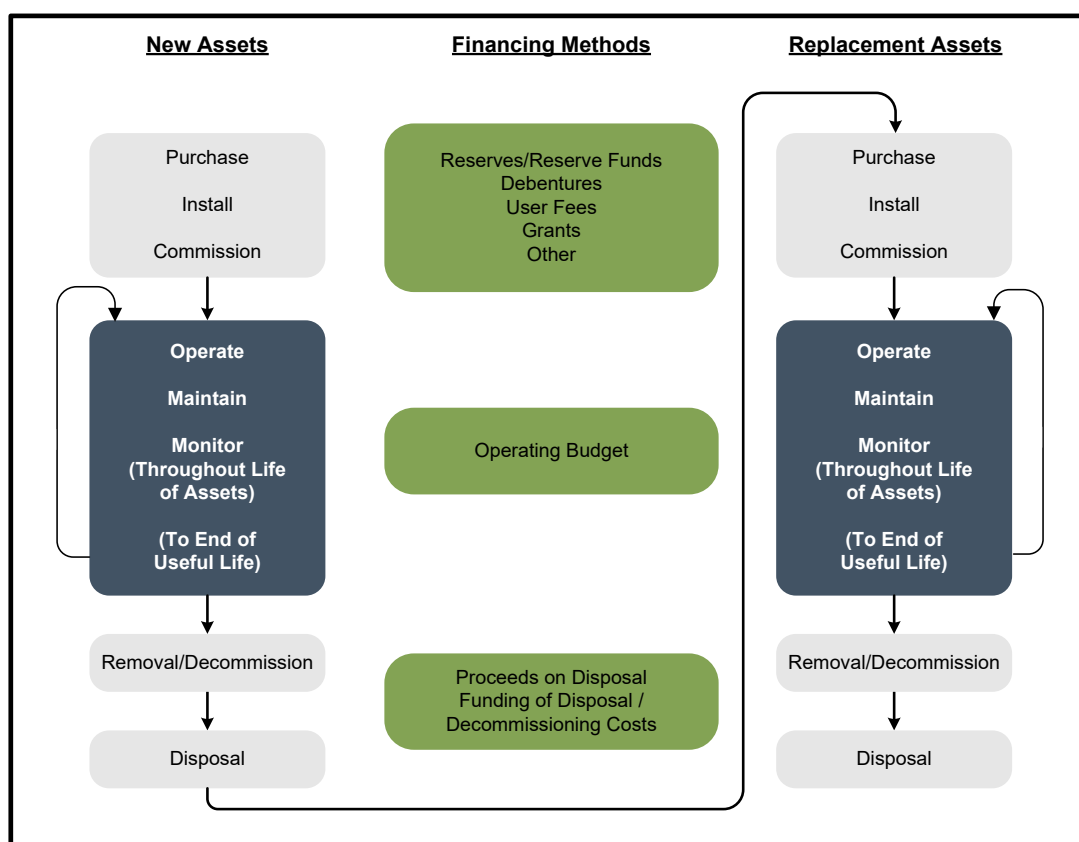 New Assets
Financing Methods
Replacement Assets
Purchase
Install
Commission
Operate
Maintain
Monitor
(Throughout Life
of Assets)
(To End of
Useful Life)
Removal/Decommission
Disposal
Reserves/Reserve Funds
Debentures
User Fees
Grants
Other
Operating Budget
Proceeds on Disposal
Funding of Disposal /
Decommissioning Costs
Purchase
Install
Commission
Operate
Maintain
Monitor
(Throughout Life
of Assets)
(To End of
Useful Life)
Removal/Decommission
Disposal